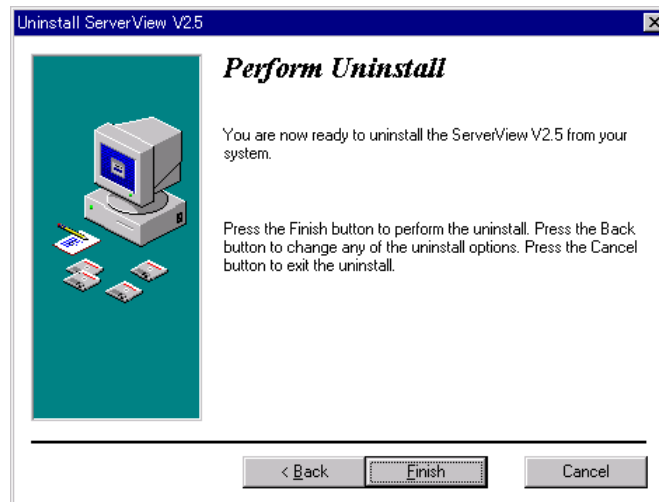 Uninstall ServerView V2.5
Perform Uninstall
You are now ready to uninstall the ServerView V2.5 from your
system.
Press the Finish button to perform the uninstall. Press the Back
button to change any of the uninstall options. Press the Cancel
button to exit the uninstall.
< Back
Finish
Cancel